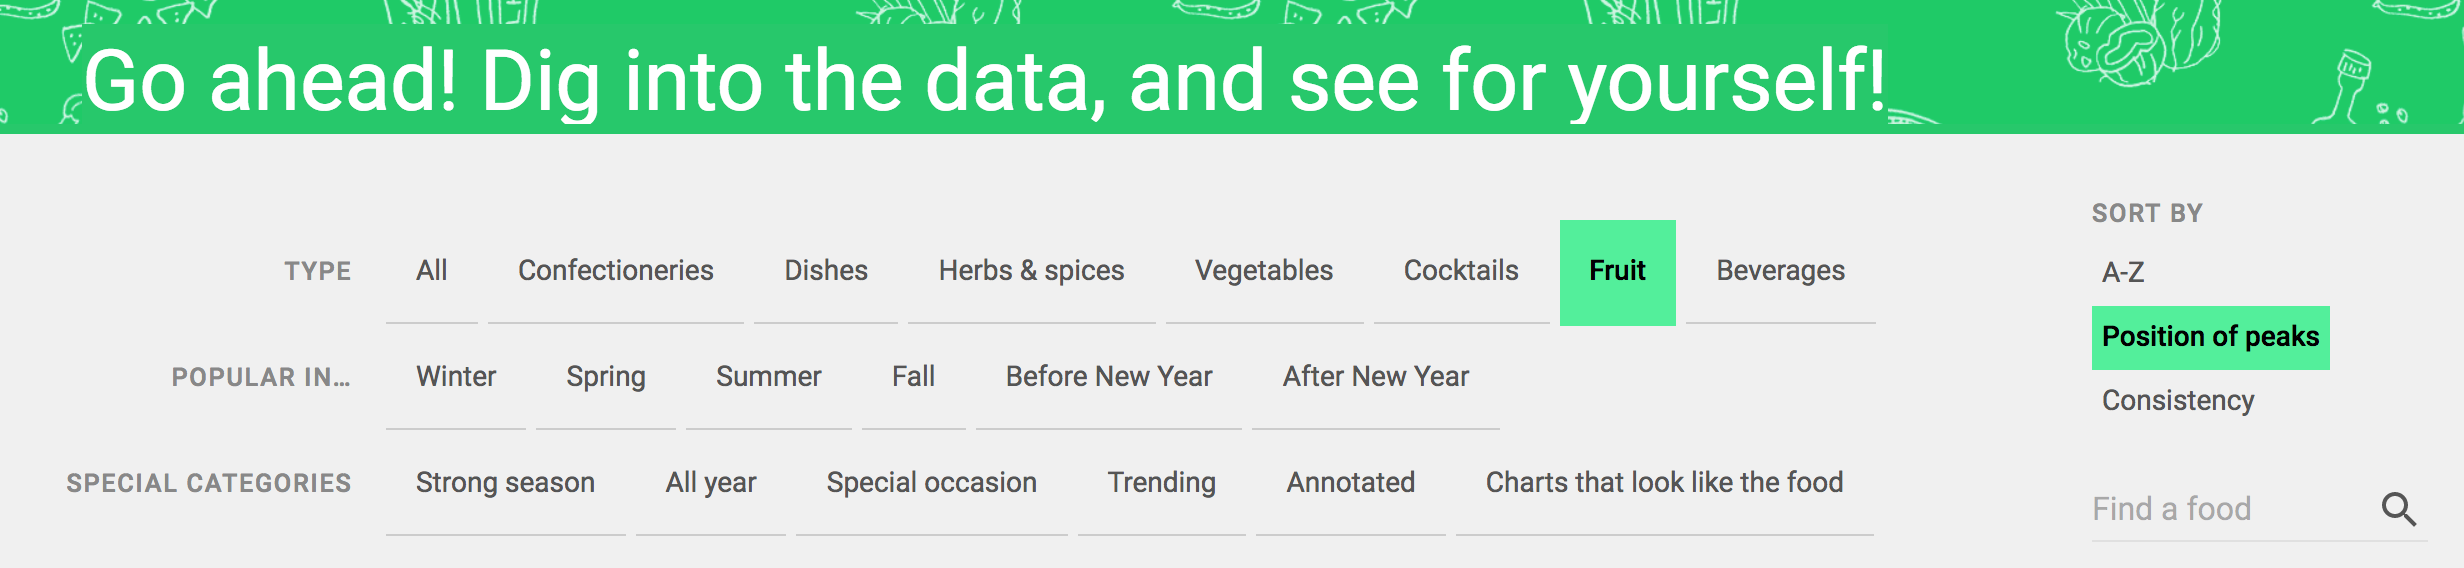 Go ahead! Dig into the data, and see for yourself!
TYPE All Confectioneries Dishes Herbs & spices Vegetables Cocktails Fruit Beverages
POPULAR IN... Winter Spring Summer Fall Before New Year After New Year
SPECIAL CATEGORIES Strong season All year Special occasion Trending Annotated Charts that look like the food
SORT BY
A-Z
Position of peaks
Consistency
Find a food